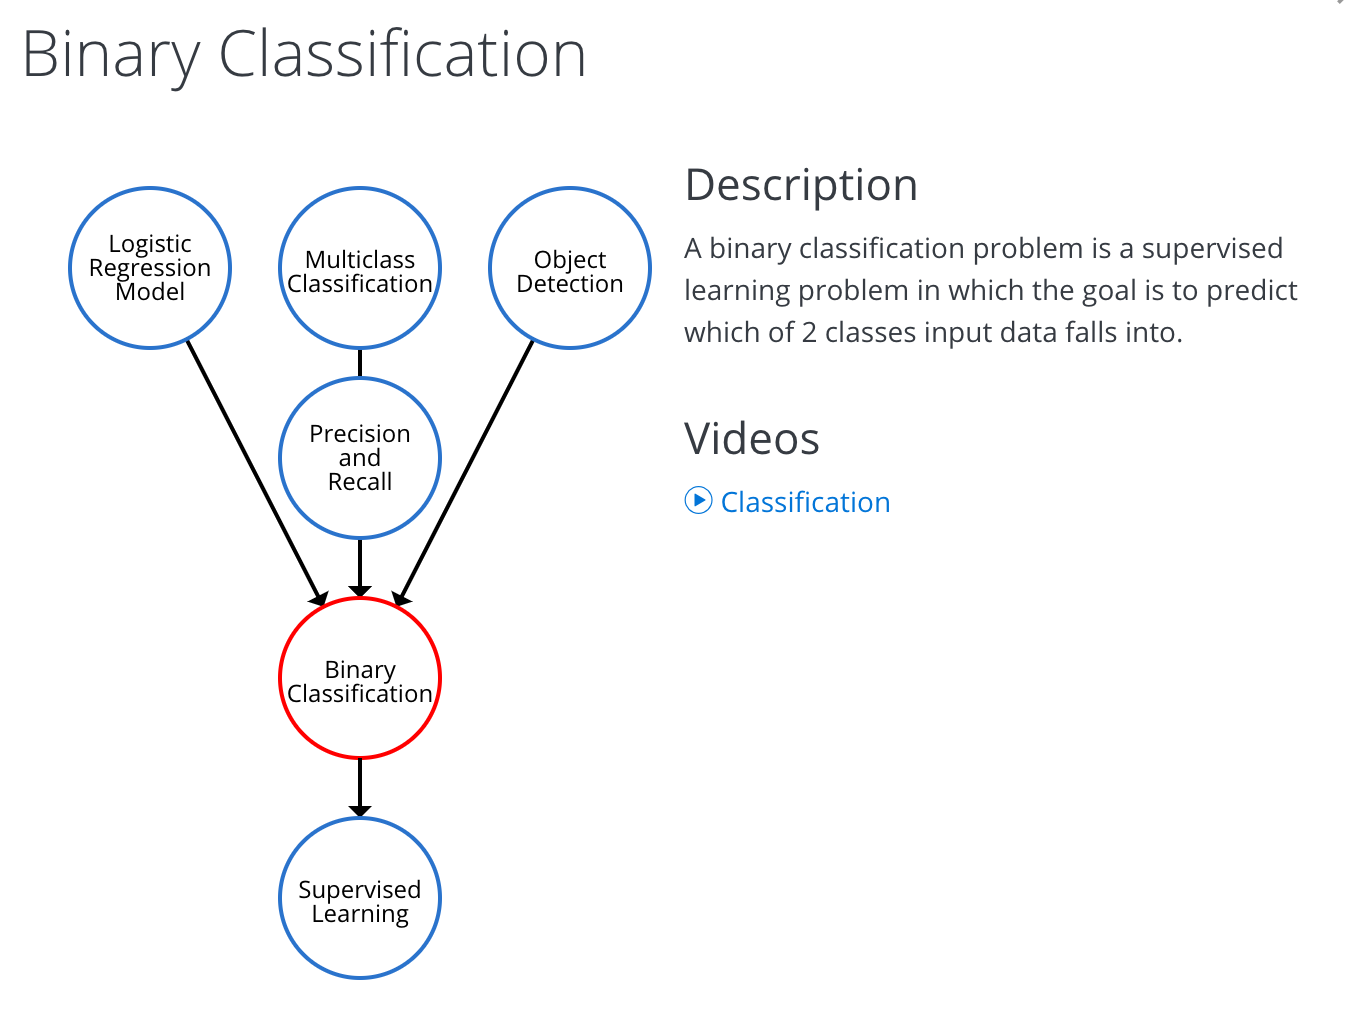 Binary Classification
Logistic
Regression
Model
Multiclass
Classification
Object
Detection
Precision
and
Recall
Binary
Classification
Supervised
Learning
Description
A binary classification problem is a supervised
learning problem in which the goal is to predict
which of 2 classes input data falls into.
Videos
Classification